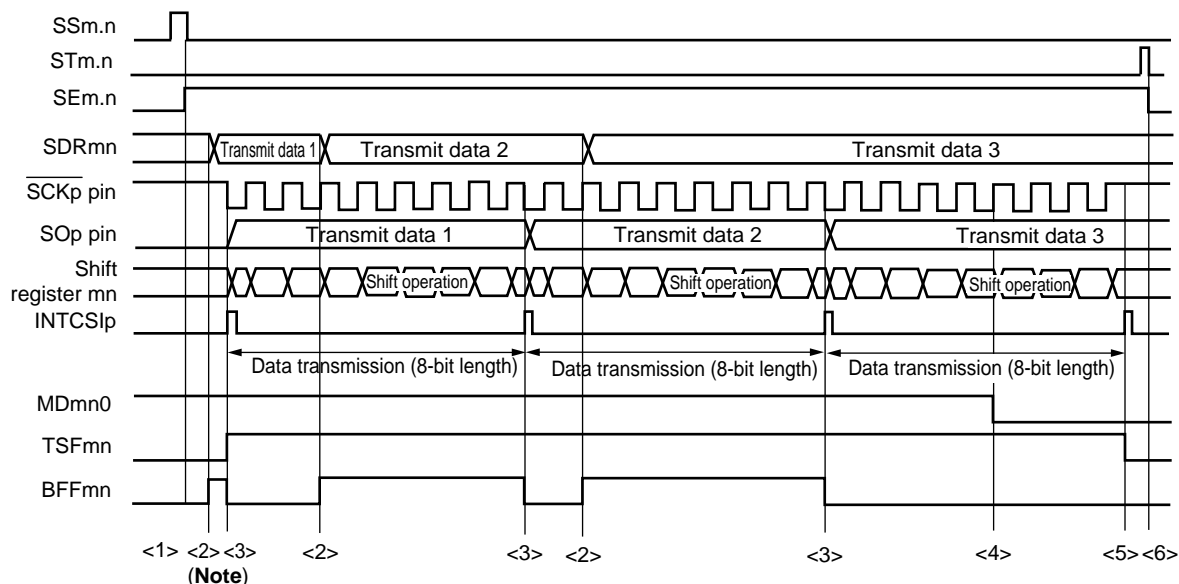 SSm.n
STm.n
SEm.n
SDRmn
Transmit data 1
Transmit data 2
Transmit data 3
SCKp pin
SOp pin
Transmit data 1
Transmit data 2
Transmit data 3
Shift
register mn
Shift operation
Shift operation
Shift operation
INTCSIp
Data transmission (8-bit length)
Data transmission (8-bit length)
Data transmission (8-bit length)
MDmn0
TSFmn
BFFmn
<1> <2> <3> <2> <3> <2> <3> <4> <5> <6>
(Note)